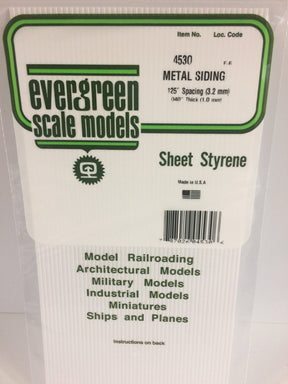 Item No. Loc. Code
4530 F.F.
METAL SIDING
.125" Spacing (3.2 mm)
.040" Thick (1.0 mm)
evergreen
scale models
Sheet Styrene
Made in U.S.A
Model Railroading
Architectural Models
Military Models
Industrial Models
Miniatures
Ships and Planes
Instructions on back